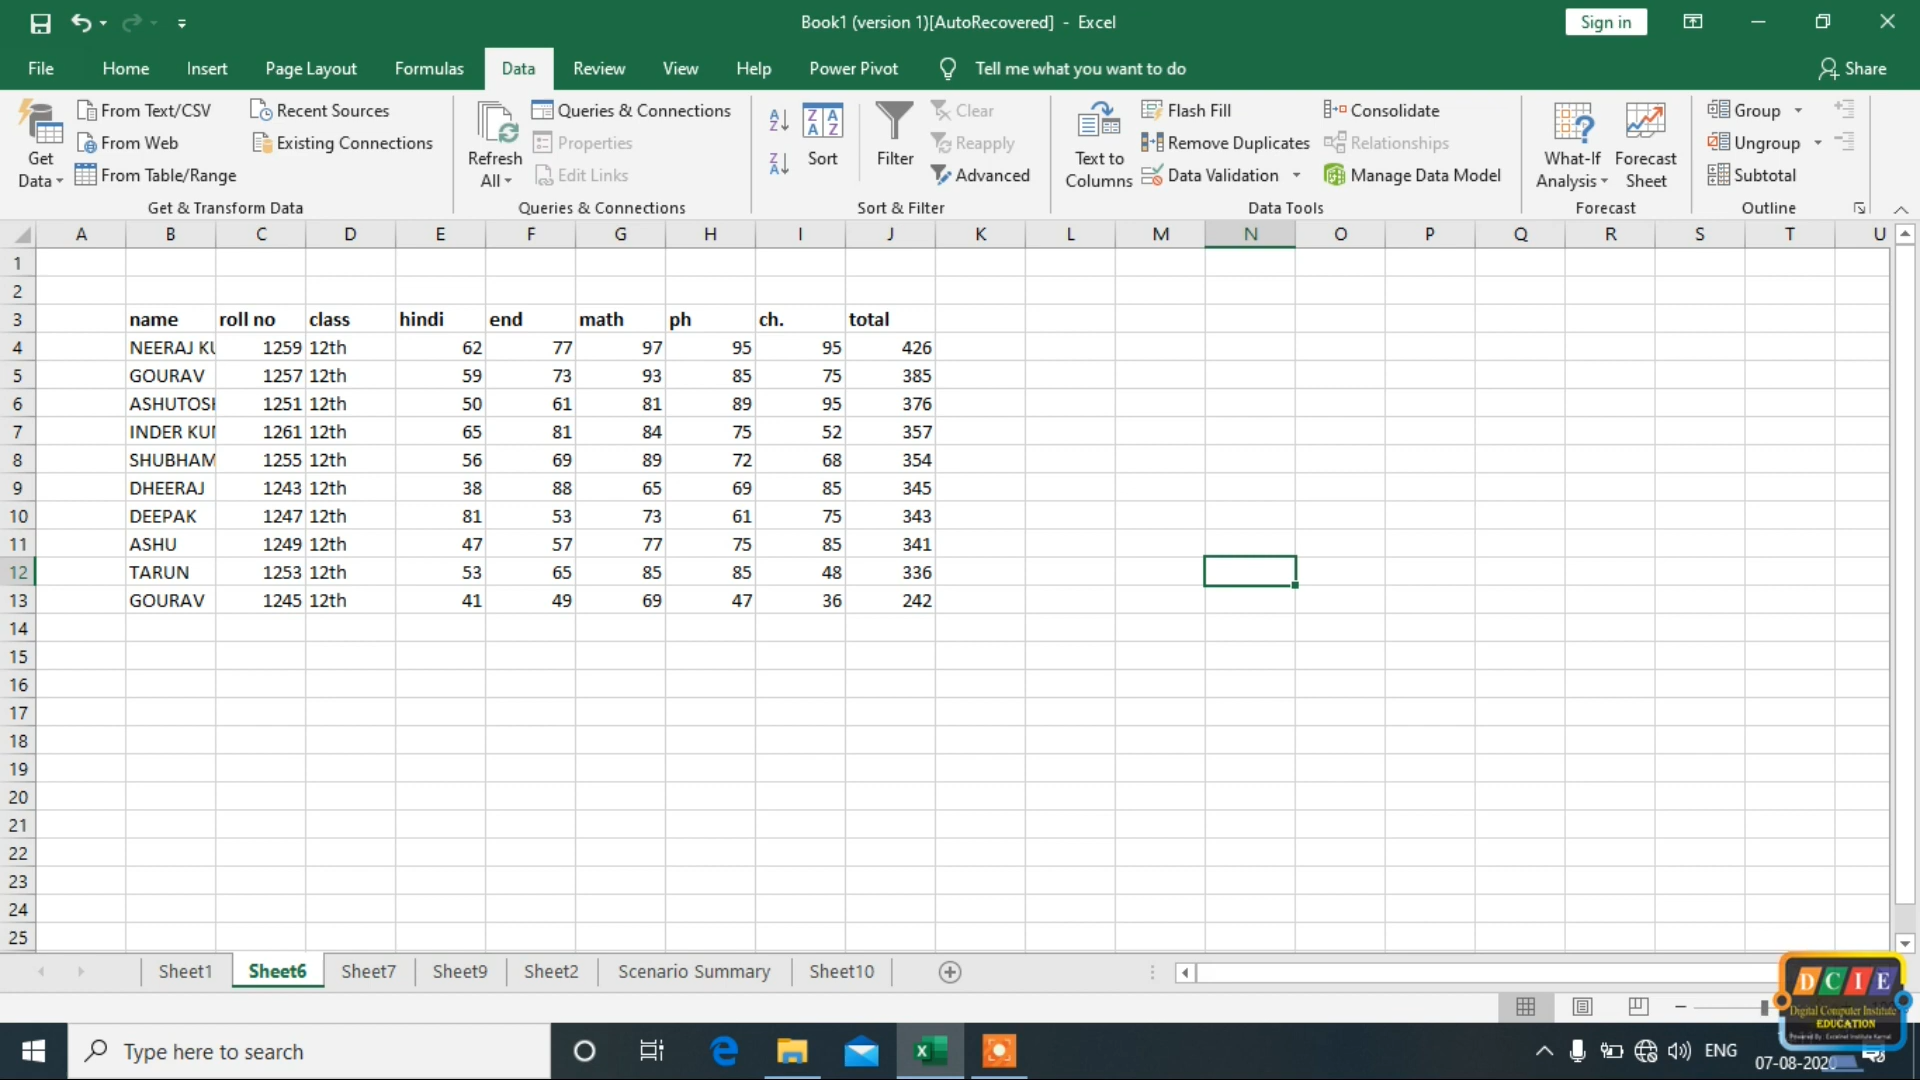 Book1 (version 1)[AutoRecovered] - Excel
Sign in
File Home Insert Page Layout Formulas Data Review View Help Power Pivot Tell me what you want to do Share
Get Data
From Text/CSV
From Web
From Table/Range
Recent Sources
Existing Connections
Get & Transform Data
Refresh All
Queries & Connections
Properties
Edit Links
Queries & Connections
Sort
Filter
Clear
Reapply
Advanced
Sort & Filter
Text to Columns
Flash Fill
Remove Duplicates
Data Validation
Consolidate
Relationships
Manage Data Model
Data Tools
What-If Analysis
Forecast Sheet
Forecast
Group
Ungroup
Subtotal
Outline
A B C D E F G H I J K L M N O P Q R S T U
1
2
3 name roll no class hindi end math ph ch. total
4 NEERAJ KU 1259 12th 62 77 97 95 95 426
5 GOURAV 1257 12th 59 73 93 85 75 385
6 ASHUTOSH 1251 12th 50 61 81 89 95 376
7 INDER KU 1261 12th 65 81 84 75 52 357
8 SHUBHAM 1255 12th 56 69 89 72 68 354
9 DHEERAJ 1243 12th 38 88 65 69 85 345
10 DEEPAK 1247 12th 81 53 73 61 75 343
11 ASHU 1249 12th 47 57 77 75 85 341
12 TARUN 1253 12th 53 65 85 85 48 336
13 GOURAV 1245 12th 41 49 69 47 36 242
14
15
16
17
18
19
20
21
22
23
24
25
Sheet1 Sheet6 Sheet7 Sheet9 Sheet2 Scenario Summary Sheet10
DCIE
Digital Computer Institute
EDUCATION
Type here to search
ENG
07-08-2020